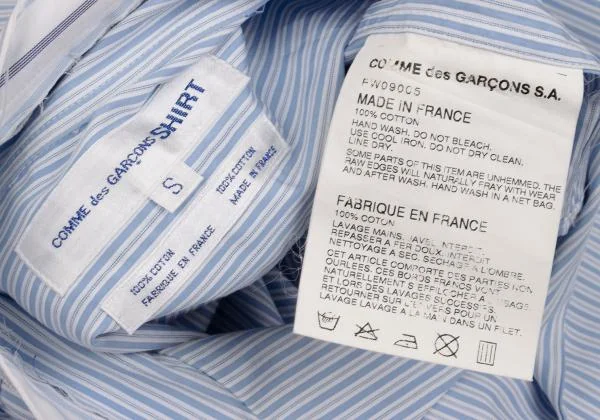 COMME des GARÇONS SHIRT
S
100% COTTON
MADE IN FRANCE
100% COTON
FABRIQUE EN FRANCE
COMME des GARÇONS S.A.
PW09005
MADE IN FRANCE
100% COTTON
HAND WASH. DO NOT BLEACH.
USE COOL IRON. DO NOT DRY CLEAN.
LINE DRY.
SOME PARTS OF THIS ITEM ARE UNHEMMED. THE
RAW EDGES WILL NATURALLY FRAY WITH WEAR
AND AFTER WASH. HAND WASH IN A NET BAG.
FABRIQUE EN FRANCE
100% COTON
LAVAGE MAINS. JAVEL INTERDIT.
REPASSER A FER DOUX. INTERDIT
NETTOYAGE A SEC. SECHAGE A L'OMBRE.
CET ARTICLE COMPORTE DES PARTIES NON
OURLEES. CES BORDS FRANCS VONT
NATURELLEMENT S'EFFILOCHER A L'USAGE
ET LORS DES LAVAGES SUCCESSIFS.
RETOURNER SUR L'ENVERS POUR UN
LAVAGE LAVAGE A LA MAIN DANS UN FILET.